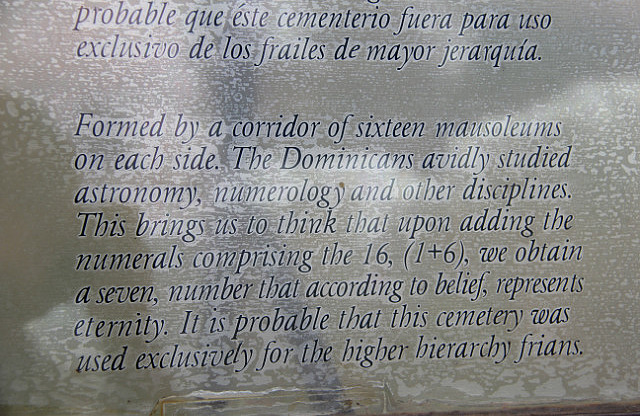 probable que éste cementerio fuera para uso
exclusivo de los frailes de mayor jerarquía.
Formed by a corridor of sixteen mausoleums
on each side. The Dominicans avidly studied
astronomy, numerology and other disciplines.
This brings us to think that upon adding the
numerals comprising the 16, (1+6), we obtain
a seven, number that according to belief, represents
eternity. It is probable that this cemetery was
used exclusively for the higher hierarchy frians.